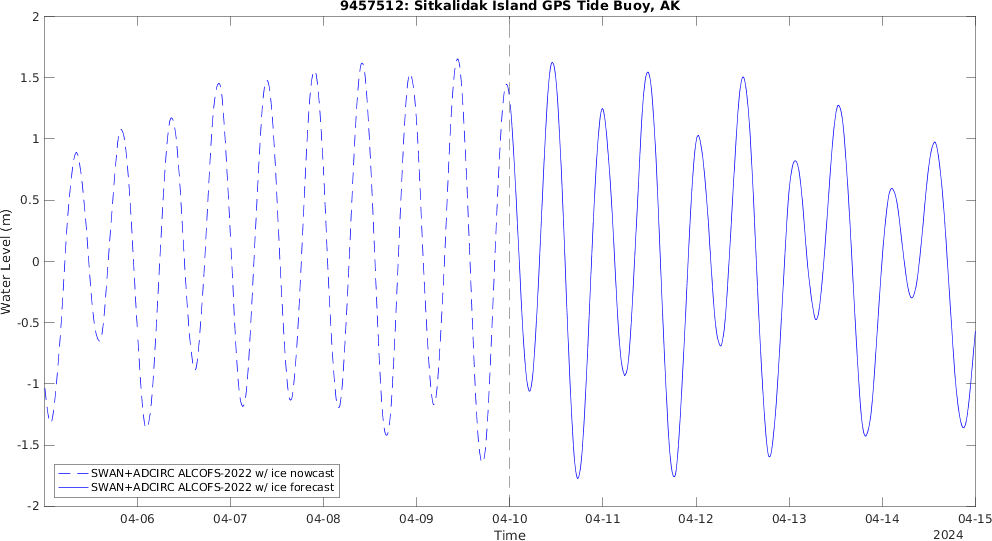 9457512: Sitkalidak Island GPS Tide Buoy, AK
2
1.5
1
0.5
0
-0.5
-1
-1.5
-2
Water Level (m)
SWAN+ADCIRC ALCOFS-2022 w/ ice nowcast
SWAN+ADCIRC ALCOFS-2022 w/ ice forecast
04-06 04-07 04-08 04-09 04-10 04-11 04-12 04-13 04-14 04-15
Time
2024